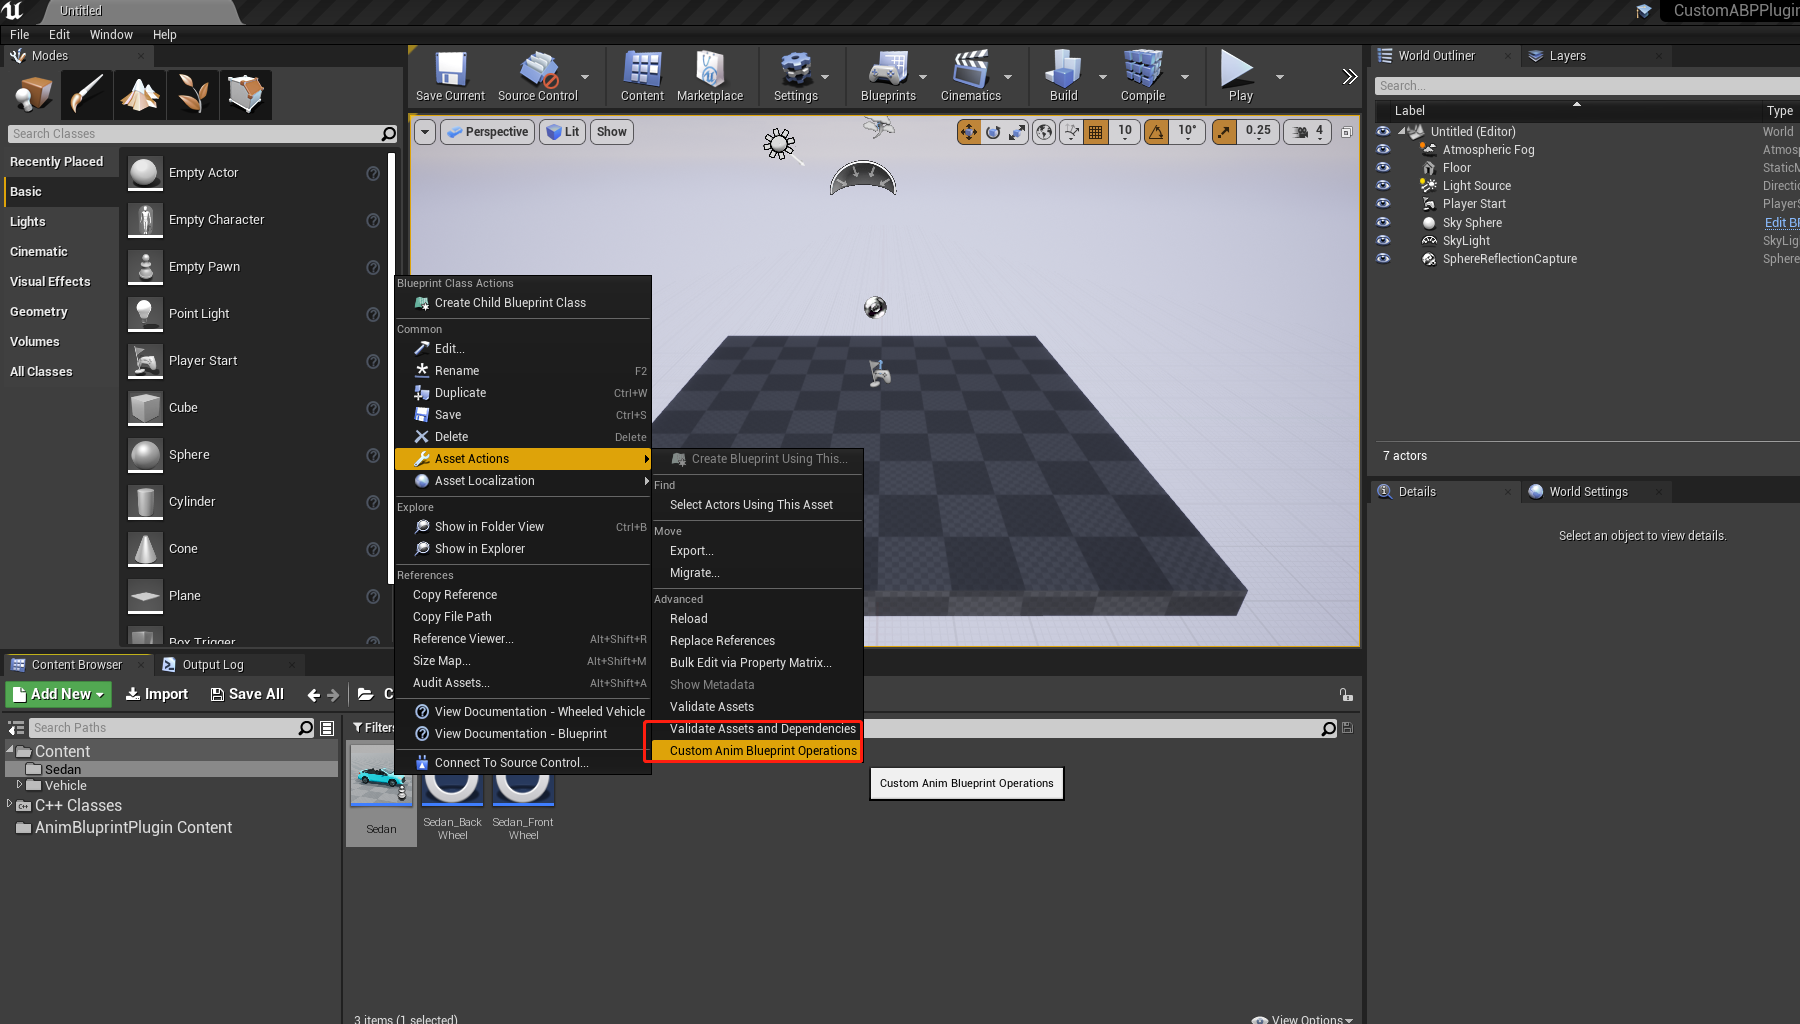 Untitled
CustomABPPlugin
File Edit Window Help
Modes
Search Classes
Recently Placed
Basic
Lights
Cinematic
Visual Effects
Geometry
Volumes
All Classes
Empty Actor
Empty Character
Empty Pawn
Point Light
Player Start
Cube
Sphere
Cylinder
Cone
Plane
Box Trigger
Save Current
Source Control
Content
Marketplace
Settings
Blueprints
Cinematics
Build
Compile
Play
Perspective
Lit
Show
10
10°
0.25
4
Blueprint Class Actions
Create Child Blueprint Class
Common
Edit...
Rename F2
Duplicate Ctrl+W
Save Ctrl+S
Delete Delete
Asset Actions
Asset Localization
Explore
Show in Folder View Ctrl+B
Show in Explorer
References
Copy Reference
Copy File Path
Reference Viewer... Alt+Shift+R
Size Map... Alt+Shift+M
Audit Assets... Alt+Shift+A
View Documentation - Wheeled Vehicle
View Documentation - Blueprint
Connect To Source Control...
Create Blueprint Using This...
Find
Select Actors Using This Asset
Move
Export...
Migrate...
Advanced
Reload
Replace References
Bulk Edit via Property Matrix...
Show Metadata
Validate Assets
Validate Assets and Dependencies
Custom Anim Blueprint Operations
Custom Anim Blueprint Operations
World Outliner
Layers
Search...
Label Type
Untitled (Editor) World
Atmospheric Fog Atmos
Floor StaticM
Light Source Directi
Player Start PlayerS
Sky Sphere Edit B
SkyLight SkyLig
SphereReflectionCapture Sphere
7 actors
Details
World Settings
Select an object to view details.
Content Browser
Output Log
Add New
Import
Save All
C
Search Paths
Filters
Content
Sedan
Vehicle
C++ Classes
AnimBluprintPlugin Content
Sedan
Sedan_Back
Wheel
Sedan_Front
Wheel
3 items (1 selected)
View Options